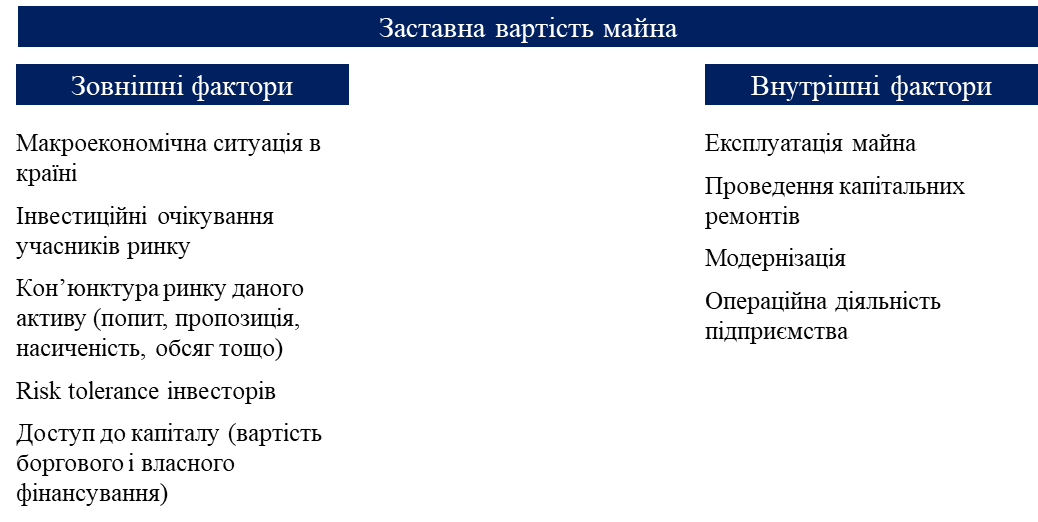 Заставна вартість майна
Зовнішні фактори
Макроекономічна ситуація в
країні
Інвестиційні очікування
учасників ринку
Кон’юнктура ринку даного
активу (попит, пропозиція,
насиченість, обсяг тощо)
Risk tolerance інвесторів
Доступ до капіталу (вартість
боргового і власного
фінансування)
Внутрішні фактори
Експлуатація майна
Проведення капітальних
ремонтів
Модернізація
Операційна діяльність
підприємства